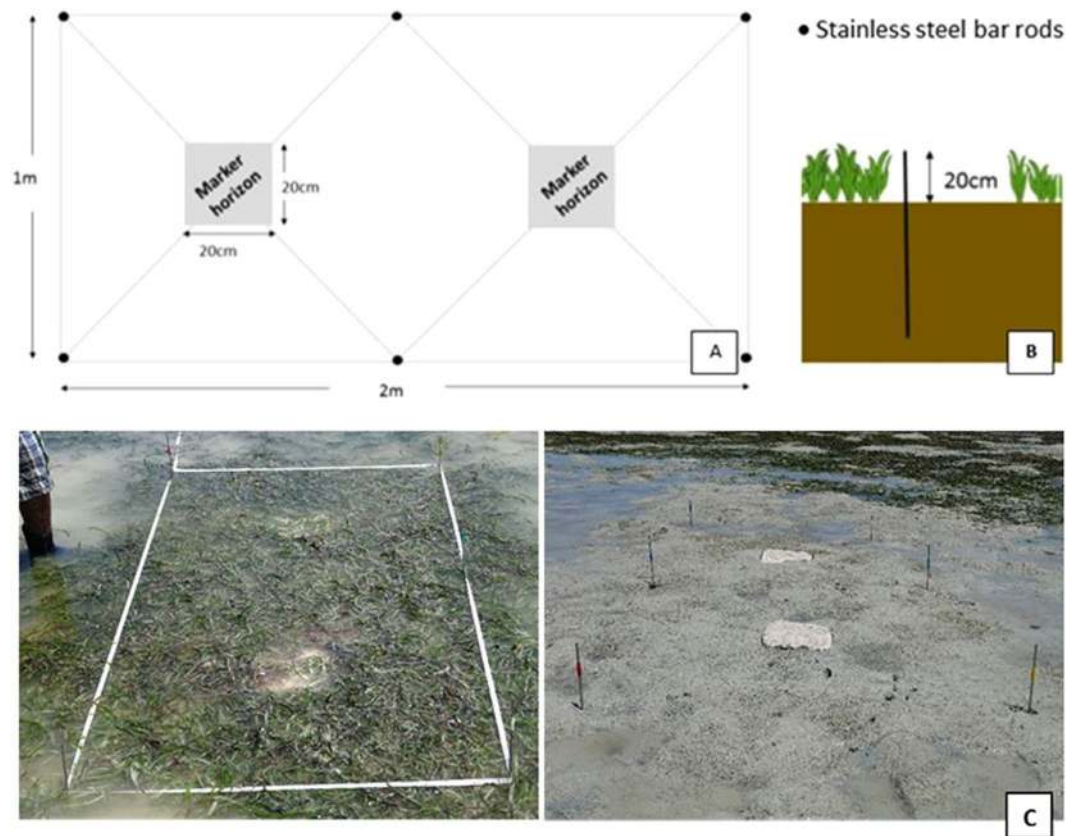 ● Stainless steel bar rods
1m
Marker
horizon
20cm
20cm
Marker
horizon
2m
A
20cm
B
C